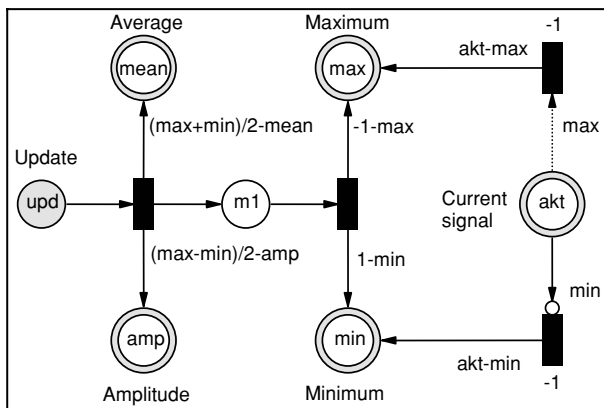 Average
Maximum
-1
mean
max
akt-max
(max+min)/2-mean
-1-max
max
Update
upd
m1
Current
signal
akt
(max-min)/2-amp
1-min
min
amp
min
akt-min
Amplitude
Minimum
-1